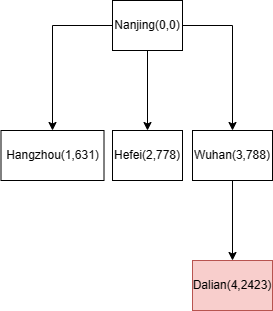 Nanjing(0,0)
Hangzhou(1,631)
Hefei(2,778)
Wuhan(3,788)
Dalian(4,2423)